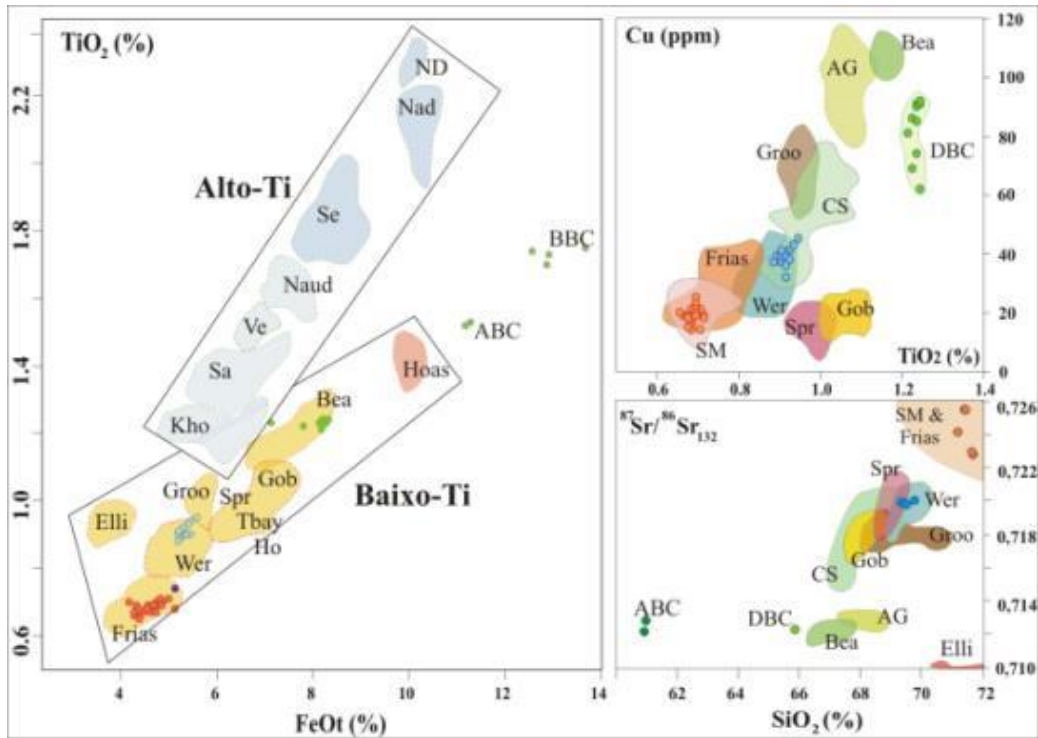 TiO2 (%)
2.2
1.8
1.4
1.0
0.6
ND
Nad
Alto-Ti
Se
Naud
Ve
Sa
Kho
BBC
ABC
Hoas
Bea
Gob
Groo
Spr
Baixo-Ti
Elli
Tbay
Ho
Wer
Frias
4 6 8 10 12 14
FeOt (%)
Cu (ppm)
120
100
80
60
40
20
0
Bea
AG
DBC
Groo
CS
Frias
Wer
Spr
Gob
SM
TiO2 (%)
0.6 0.8 1.0 1.2 1.4
87Sr/86Sr132
0,726
0,722
0,718
0,714
0,710
SM &
Frias
Spr
Wer
Groo
Gob
CS
ABC
DBC
AG
Bea
Elli
62 64 66 68 70 72
SiO2 (%)